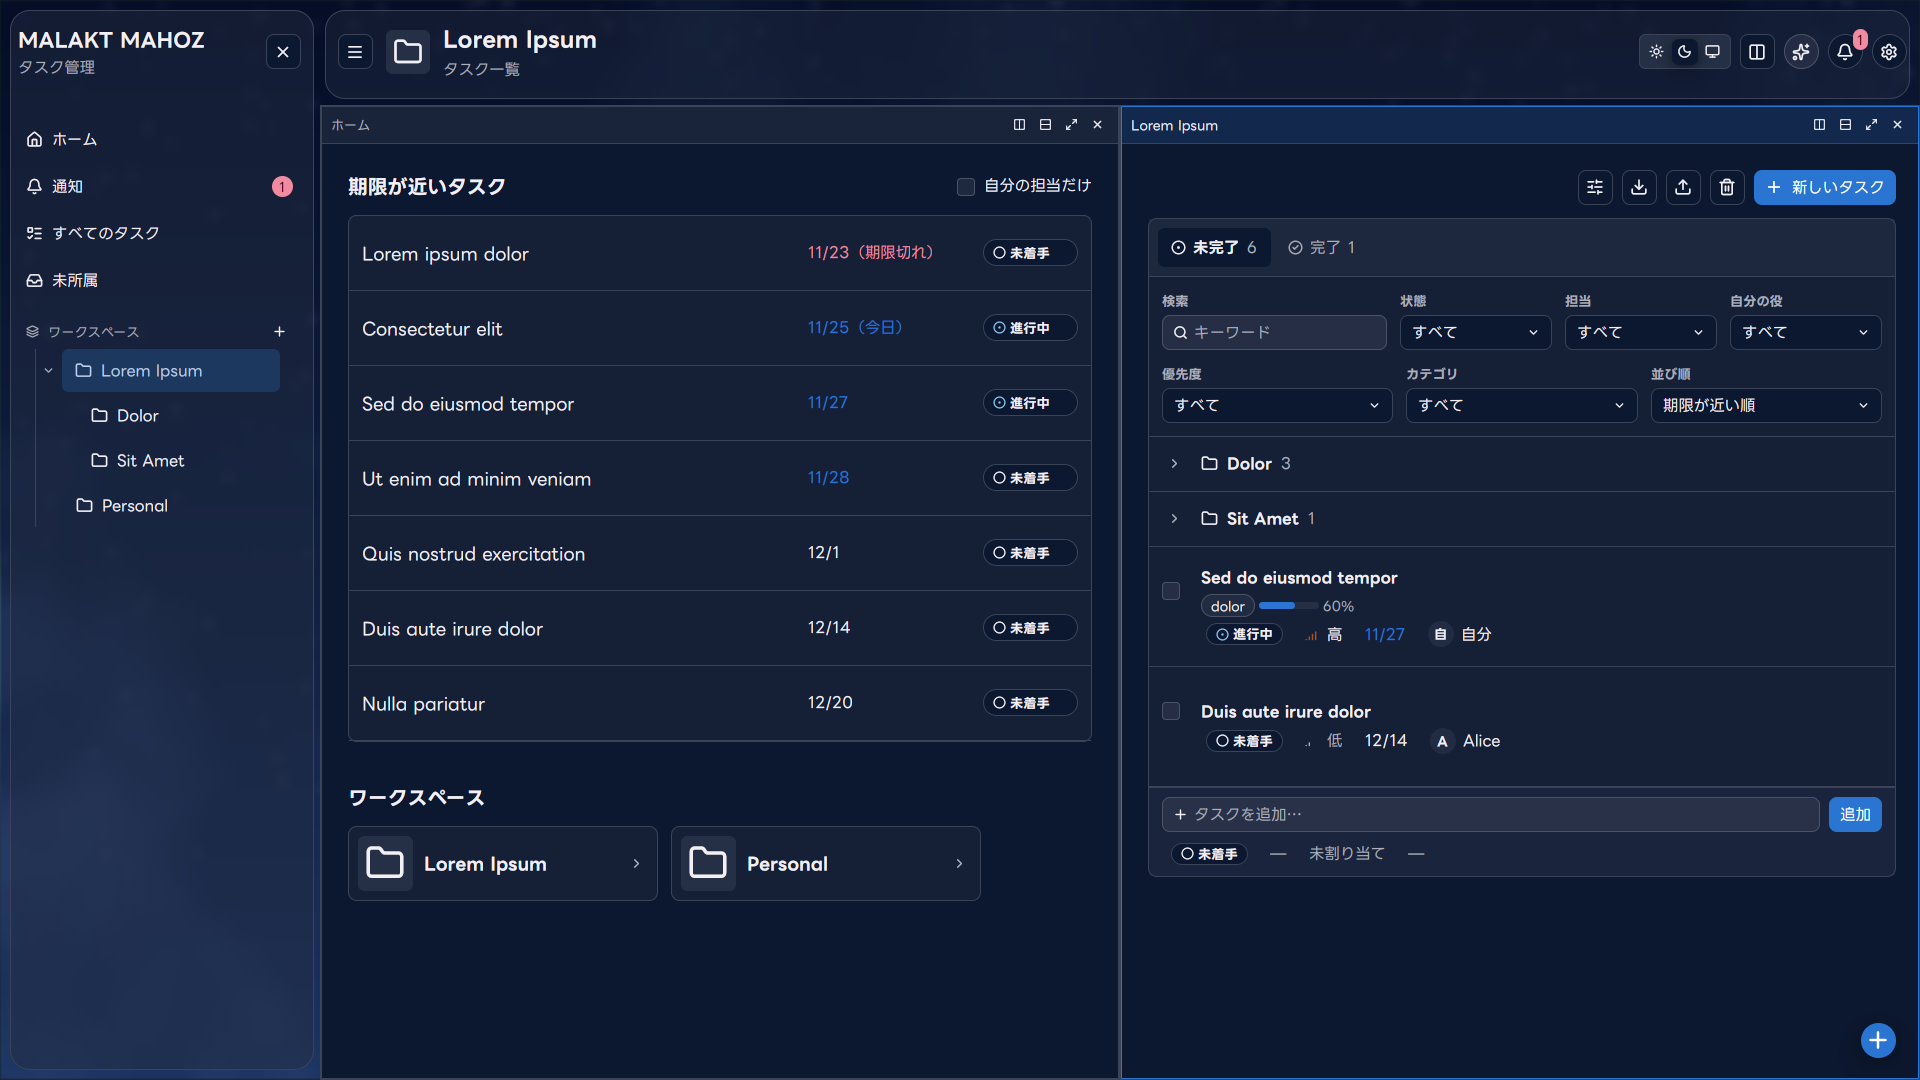 MALAKT MAHOZ
タスク管理
ホーム
通知
1
すべてのタスク
未所属
ワークスペース
Lorem Ipsum
Dolor
Sit Amet
Personal
Lorem Ipsum
タスク一覧
1
ホーム
期限が近いタスク
自分の担当だけ
Lorem ipsum dolor 11/23（期限切れ） 未着手
Consectetur elit 11/25（今日） 進行中
Sed do eiusmod tempor 11/27 進行中
Ut enim ad minim veniam 11/28 未着手
Quis nostrud exercitation 12/1 未着手
Duis aute irure dolor 12/14 未着手
Nulla pariatur 12/20 未着手
ワークスペース
Lorem Ipsum
Personal
Lorem Ipsum
新しいタスク
未完了 6 完了 1
検索 状態 担当 自分の役
キーワード すべて すべて すべて
優先度 カテゴリ 並び順
すべて すべて 期限が近い順
Dolor 3
Sit Amet 1
Sed do eiusmod tempor
dolor 60%
進行中 高 11/27 自 自分
Duis aute irure dolor
未着手 低 12/14 A Alice
タスクを追加… 追加
未着手 — 未割り当て —